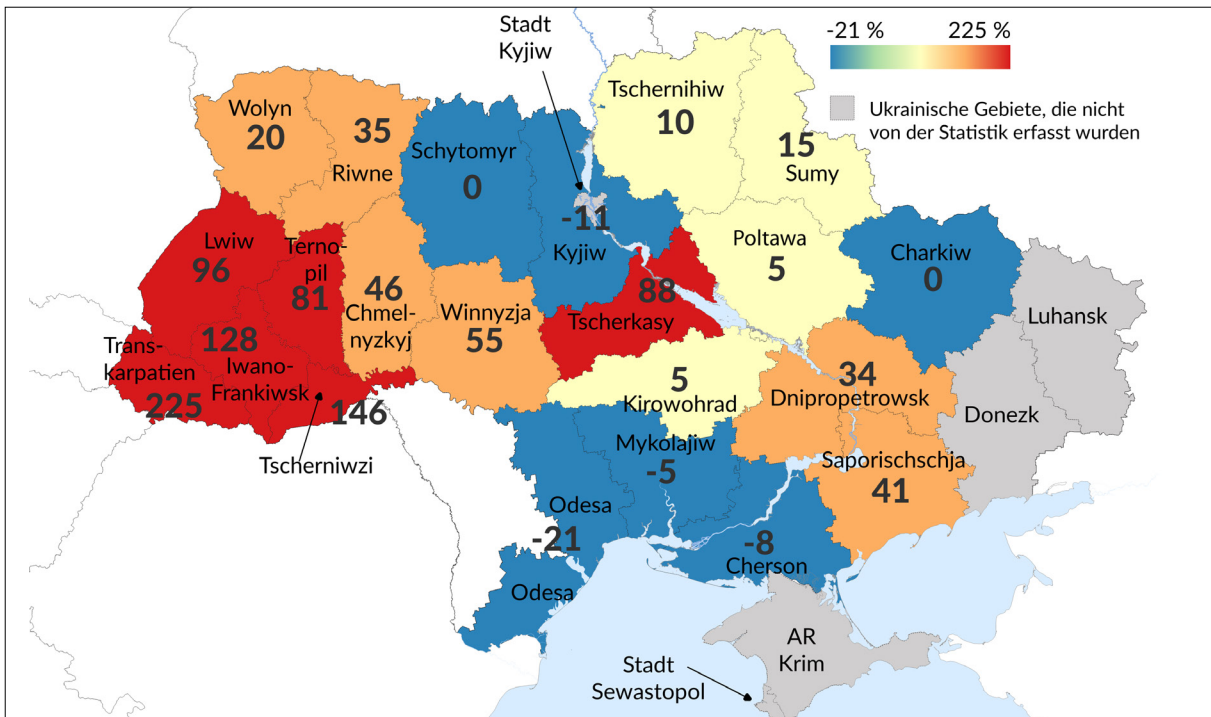 Stadt
Kyjiw
-21 %
225 %
Ukrainische Gebiete, die nicht
von der Statistik erfasst wurden
Wolyn
20
35
Riwne
Schytomyr
0
-11
Kyjiw
Tschernihiw
10
15
Sumy
Lwiw
96
Terno-
pil
81
46
Chmel-
nyzkyj
Winnyzja
55
88
Tscherkasy
Poltawa
5
Charkiw
0
Luhansk
Trans-
karpatien
225
128
Iwano-
Frankiwsk
146
Tscherniwzi
5
Kirowohrad
34
Dnipropetrowsk
Donezk
Mykolajiw
-5
Saporischschja
41
Odesa
-21
Odesa
-8
Cherson
AR
Krim
Stadt
Sewastopol